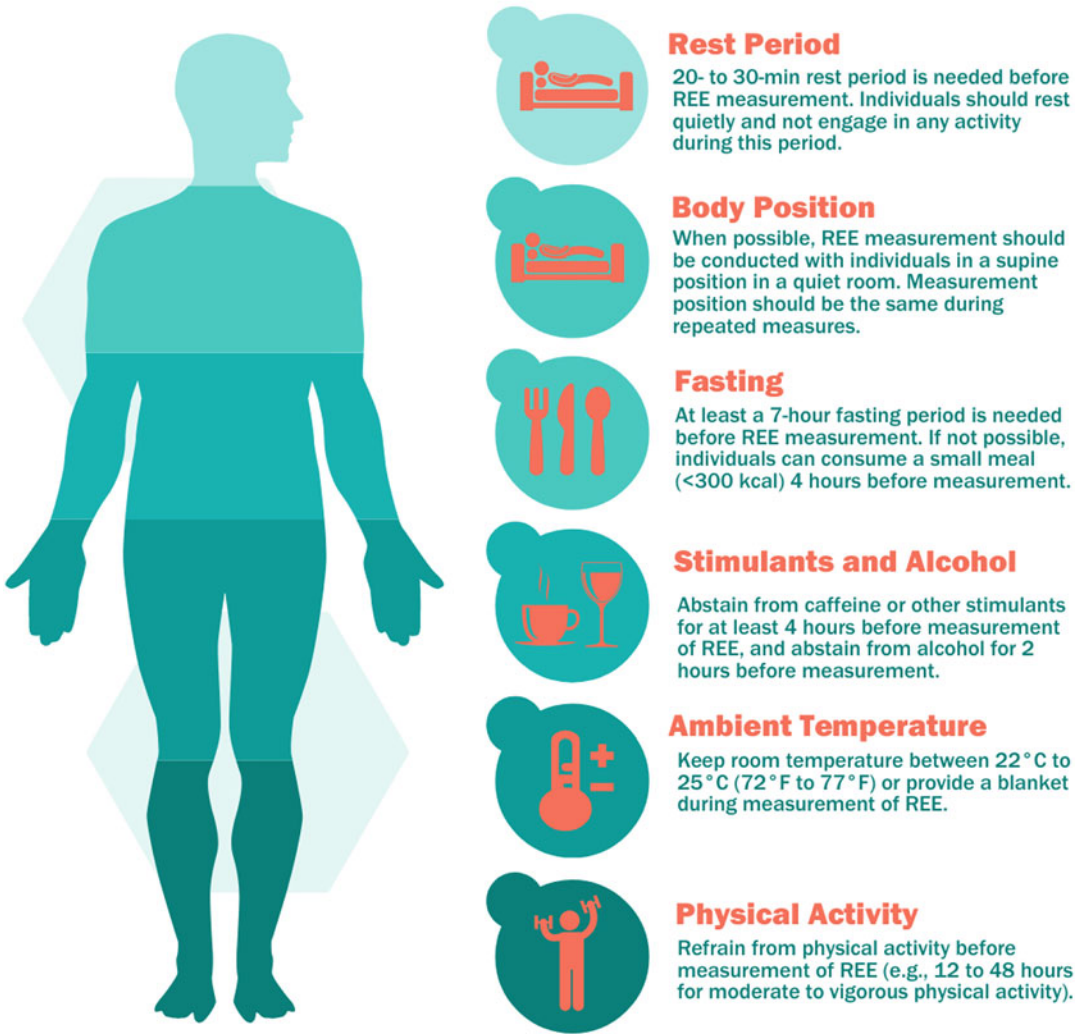 Rest Period
20- to 30-min rest period is needed before
REE measurement. Individuals should rest
quietly and not engage in any activity
during this period.
Body Position
When possible, REE measurement should
be conducted with individuals in a supine
position in a quiet room. Measurement
position should be the same during
repeated measures.
Fasting
At least a 7-hour fasting period is needed
before REE measurement. If not possible,
individuals can consume a small meal
(<300 kcal) 4 hours before measurement.
Stimulants and Alcohol
Abstain from caffeine or other stimulants
for at least 4 hours before measurement
of REE, and abstain from alcohol for 2
hours before measurement.
Ambient Temperature
Keep room temperature between 22°C to
25°C (72°F to 77°F) or provide a blanket
during measurement of REE.
Physical Activity
Refrain from physical activity before
measurement of REE (e.g., 12 to 48 hours
for moderate to vigorous physical activity).